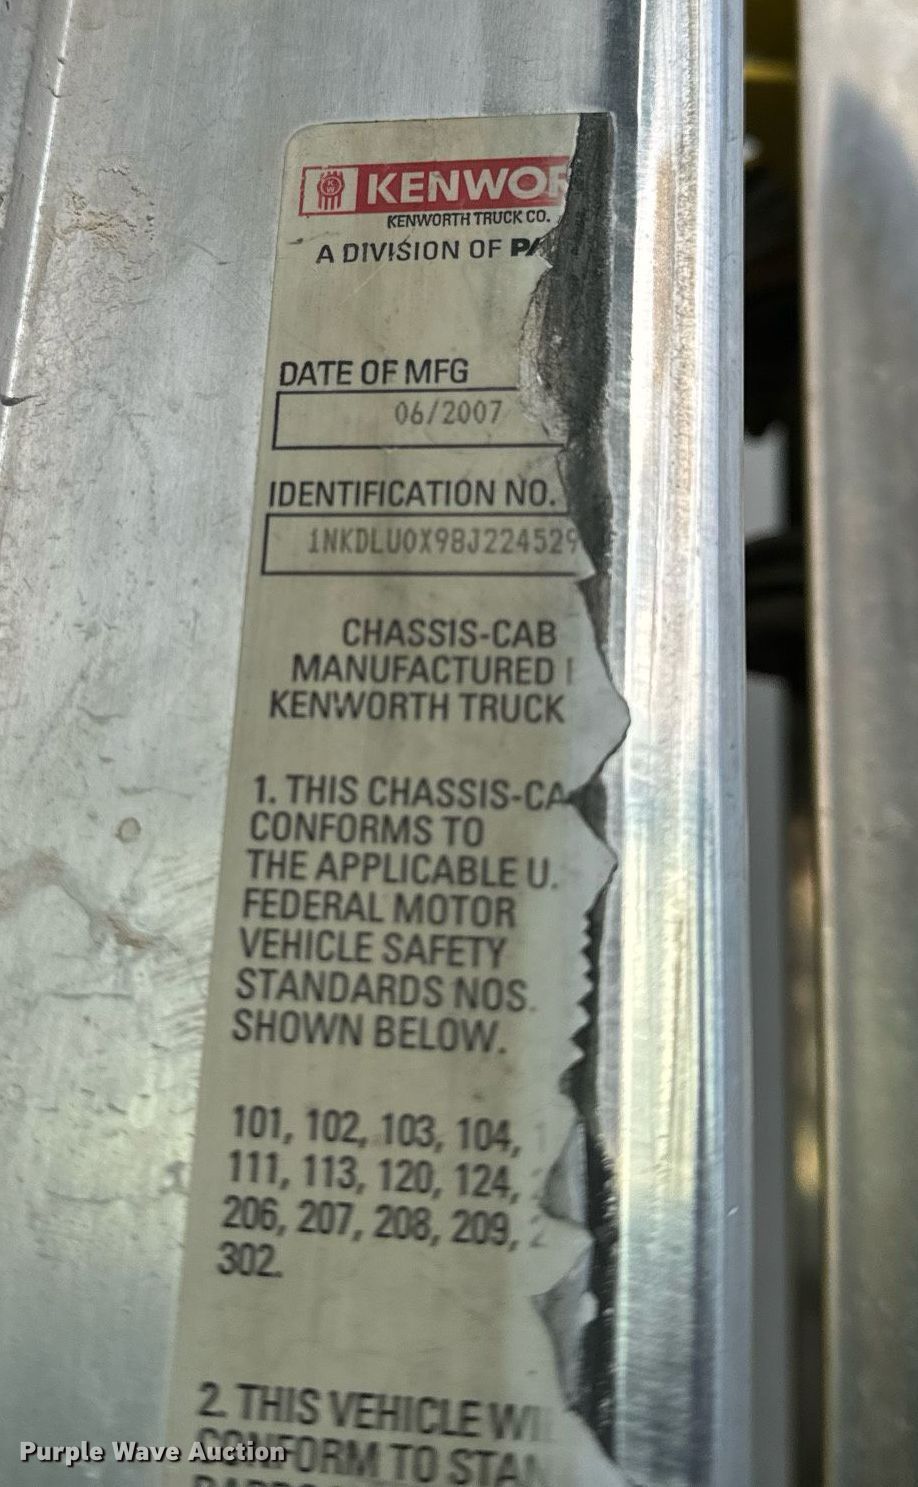 KENWOR
KENWORTH TRUCK CO.
A DIVISION OF PA
DATE OF MFG
06/2007
IDENTIFICATION NO.
1NKDLU0X98J224529
CHASSIS-CAB
MANUFACTURED
KENWORTH TRUCK
1. THIS CHASSIS-CA
CONFORMS TO
THE APPLICABLE U.
FEDERAL MOTOR
VEHICLE SAFETY
STANDARDS NOS.
SHOWN BELOW.
101, 102, 103, 104,
111, 113, 120, 124,
206, 207, 208, 209,
302.
2. THIS VEHICLE WI
CONFORM TO STAN
Purple Wave Auction